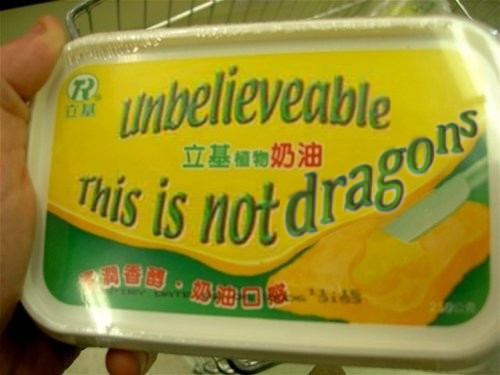 R
立基
Unbelieveable
立基植物奶油
This is not dragons
潤香醇·奶油口感